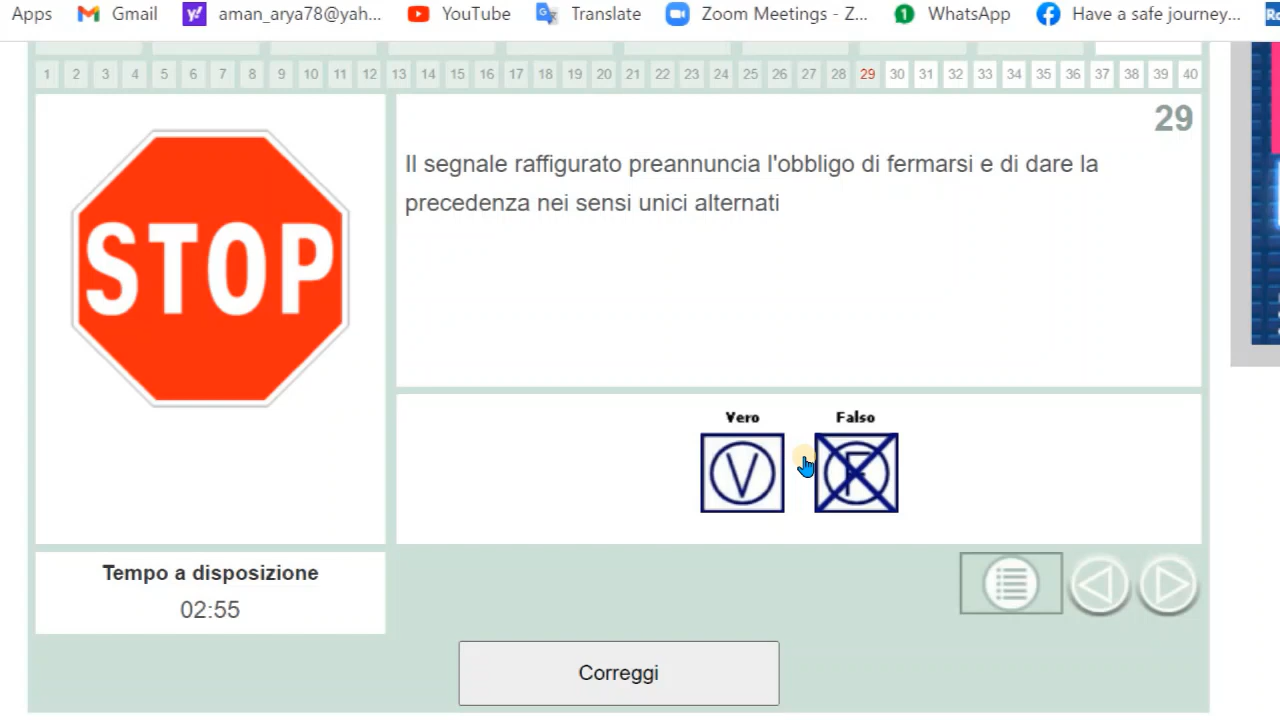 Apps Gmail aman_arya78@yah... YouTube Translate Zoom Meetings - Z... 1 WhatsApp Have a safe journey...
1 2 3 4 5 6 7 8 9 10 11 12 13 14 15 16 17 18 19 20 21 22 23 24 25 26 27 28 29 30 31 32 33 34 35 36 37 38 39 40
29
STOP
Il segnale raffigurato preannuncia l'obbligo di fermarsi e di dare la
precedenza nei sensi unici alternati
Vero Falso
V F
Tempo a disposizione
02:55
Correggi